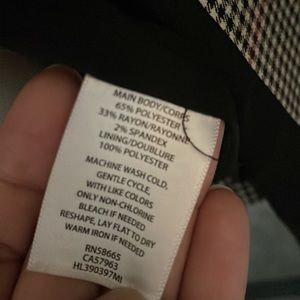 MAIN BODY/CORPS
65% POLYESTER
33% RAYON/RAYONNE
2% SPANDEX
LINING/DOUBLURE
100% POLYESTER
MACHINE WASH COLD,
GENTLE CYCLE,
WITH LIKE COLORS
ONLY NON-CHLORINE
BLEACH IF NEEDED
RESHAPE, LAY FLAT TO DRY
WARM IRON IF NEEDED
RN58665
CA57963
HL390397MI